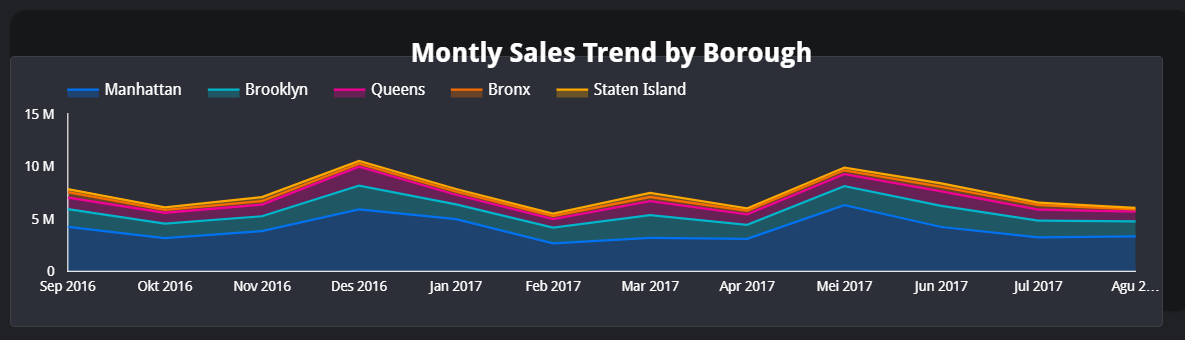 Montly Sales Trend by Borough
Manhattan Brooklyn Queens Bronx Staten Island
15 M
10 M
5 M
0
Sep 2016 Okt 2016 Nov 2016 Des 2016 Jan 2017 Feb 2017 Mar 2017 Apr 2017 Mei 2017 Jun 2017 Jul 2017 Agu 2...